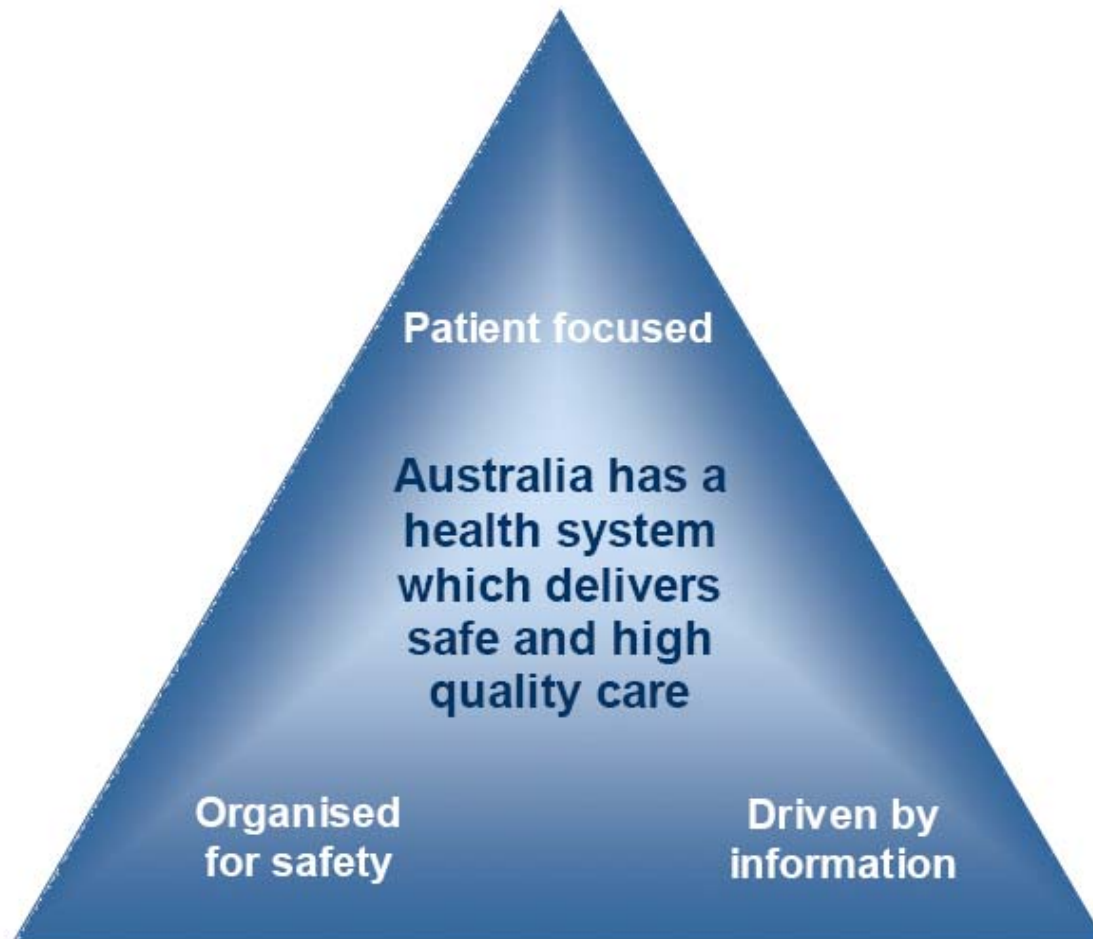 Patient focused
Australia has a
health system
which delivers
safe and high
quality care
Organised
for safety
Driven by
information